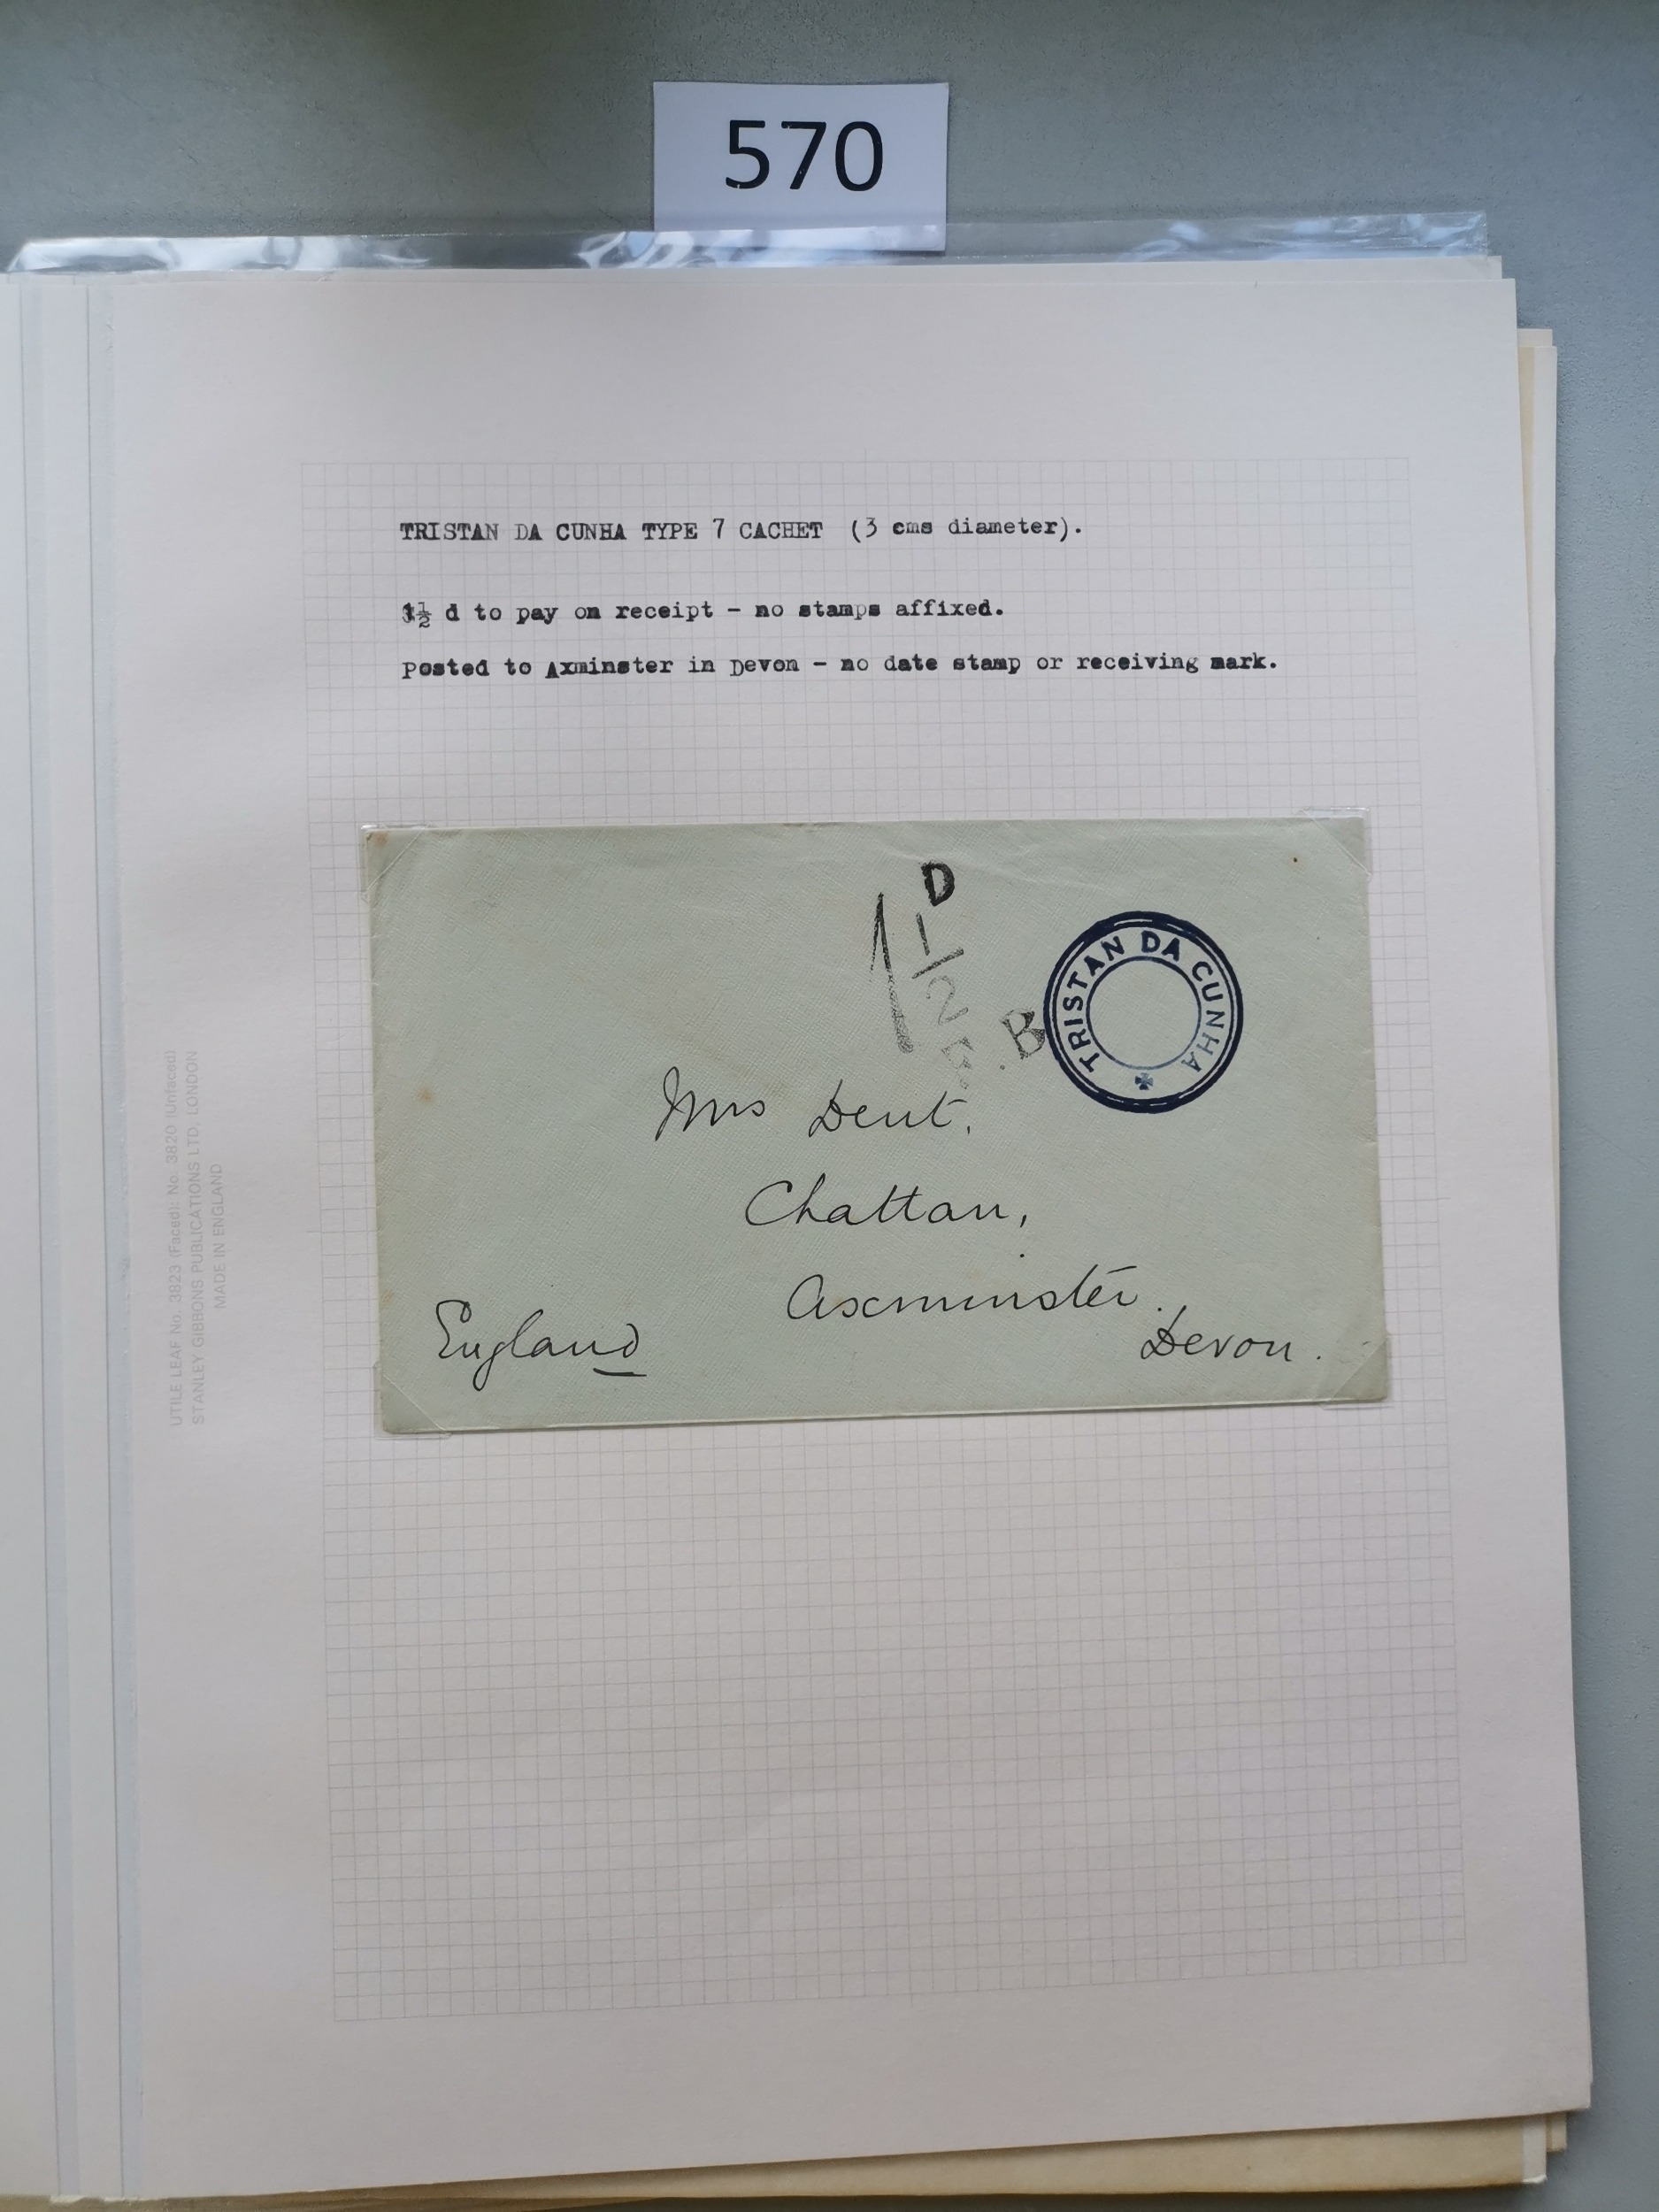 570
TRISTAN DA CUNHA TYPE 7 CACHET (3 cms diameter).
1½ d to pay on receipt - no stamps affixed.
Posted to Axminster in Devon - no date stamp or receiving mark.
1½ D
.B
TRISTAN DA CUNHA
Mrs Dent,
Chattan,
Axminster.,
Devon.
England
UTILE LEAF No. 3823 (Faced): No. 3820 (Unfaced)
STANLEY GIBBONS PUBLICATIONS LTD, LONDON
MADE IN ENGLAND